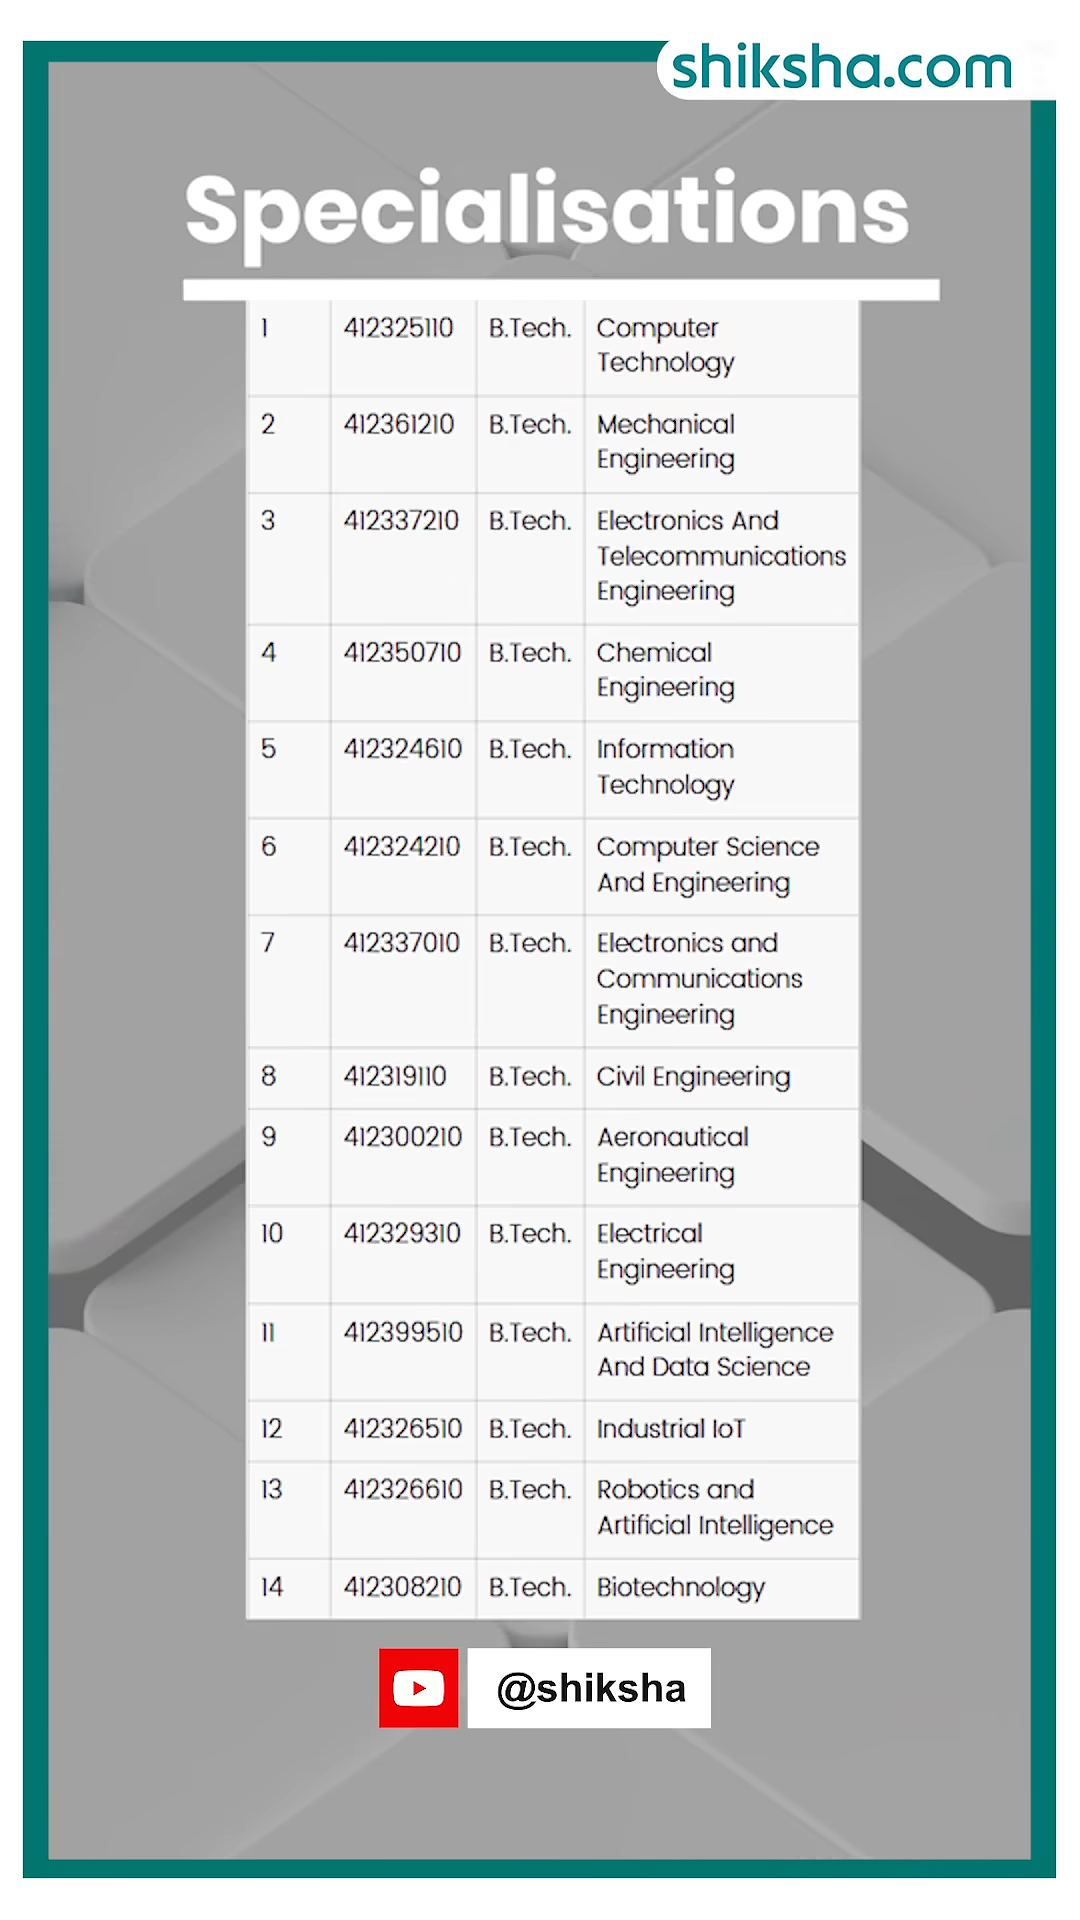 shiksha.com
Specialisations
1 412325110 B.Tech. Computer
Technology
2 412361210 B.Tech. Mechanical
Engineering
3 412337210 B.Tech. Electronics And
Telecommunications
Engineering
4 412350710 B.Tech. Chemical
Engineering
5 412324610 B.Tech. Information
Technology
6 412324210 B.Tech. Computer Science
And Engineering
7 412337010 B.Tech. Electronics and
Communications
Engineering
8 412319110 B.Tech. Civil Engineering
9 412300210 B.Tech. Aeronautical
Engineering
10 412329310 B.Tech. Electrical
Engineering
11 412399510 B.Tech. Artificial Intelligence
And Data Science
12 412326510 B.Tech. Industrial IoT
13 412326610 B.Tech. Robotics and
Artificial Intelligence
14 412308210 B.Tech. Biotechnology
@shiksha